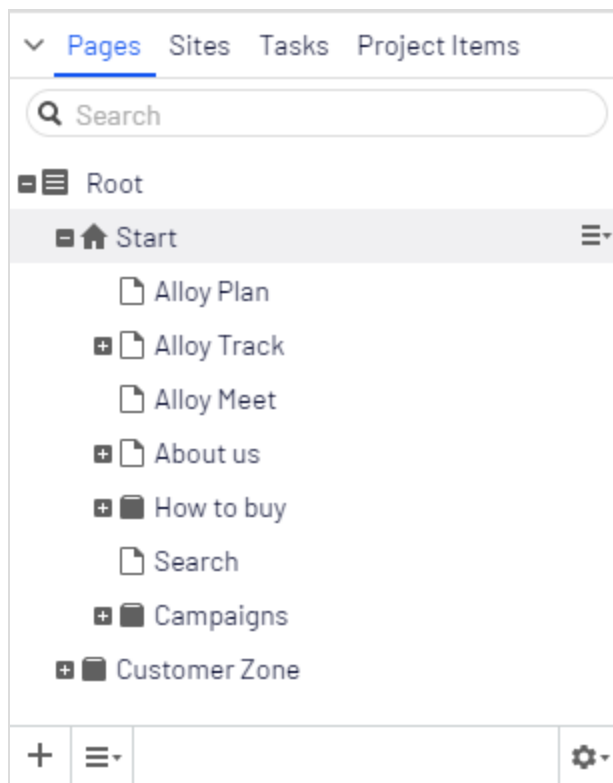 Pages Sites Tasks Project Items
Search
Root
Start
Alloy Plan
Alloy Track
Alloy Meet
About us
How to buy
Search
Campaigns
Customer Zone